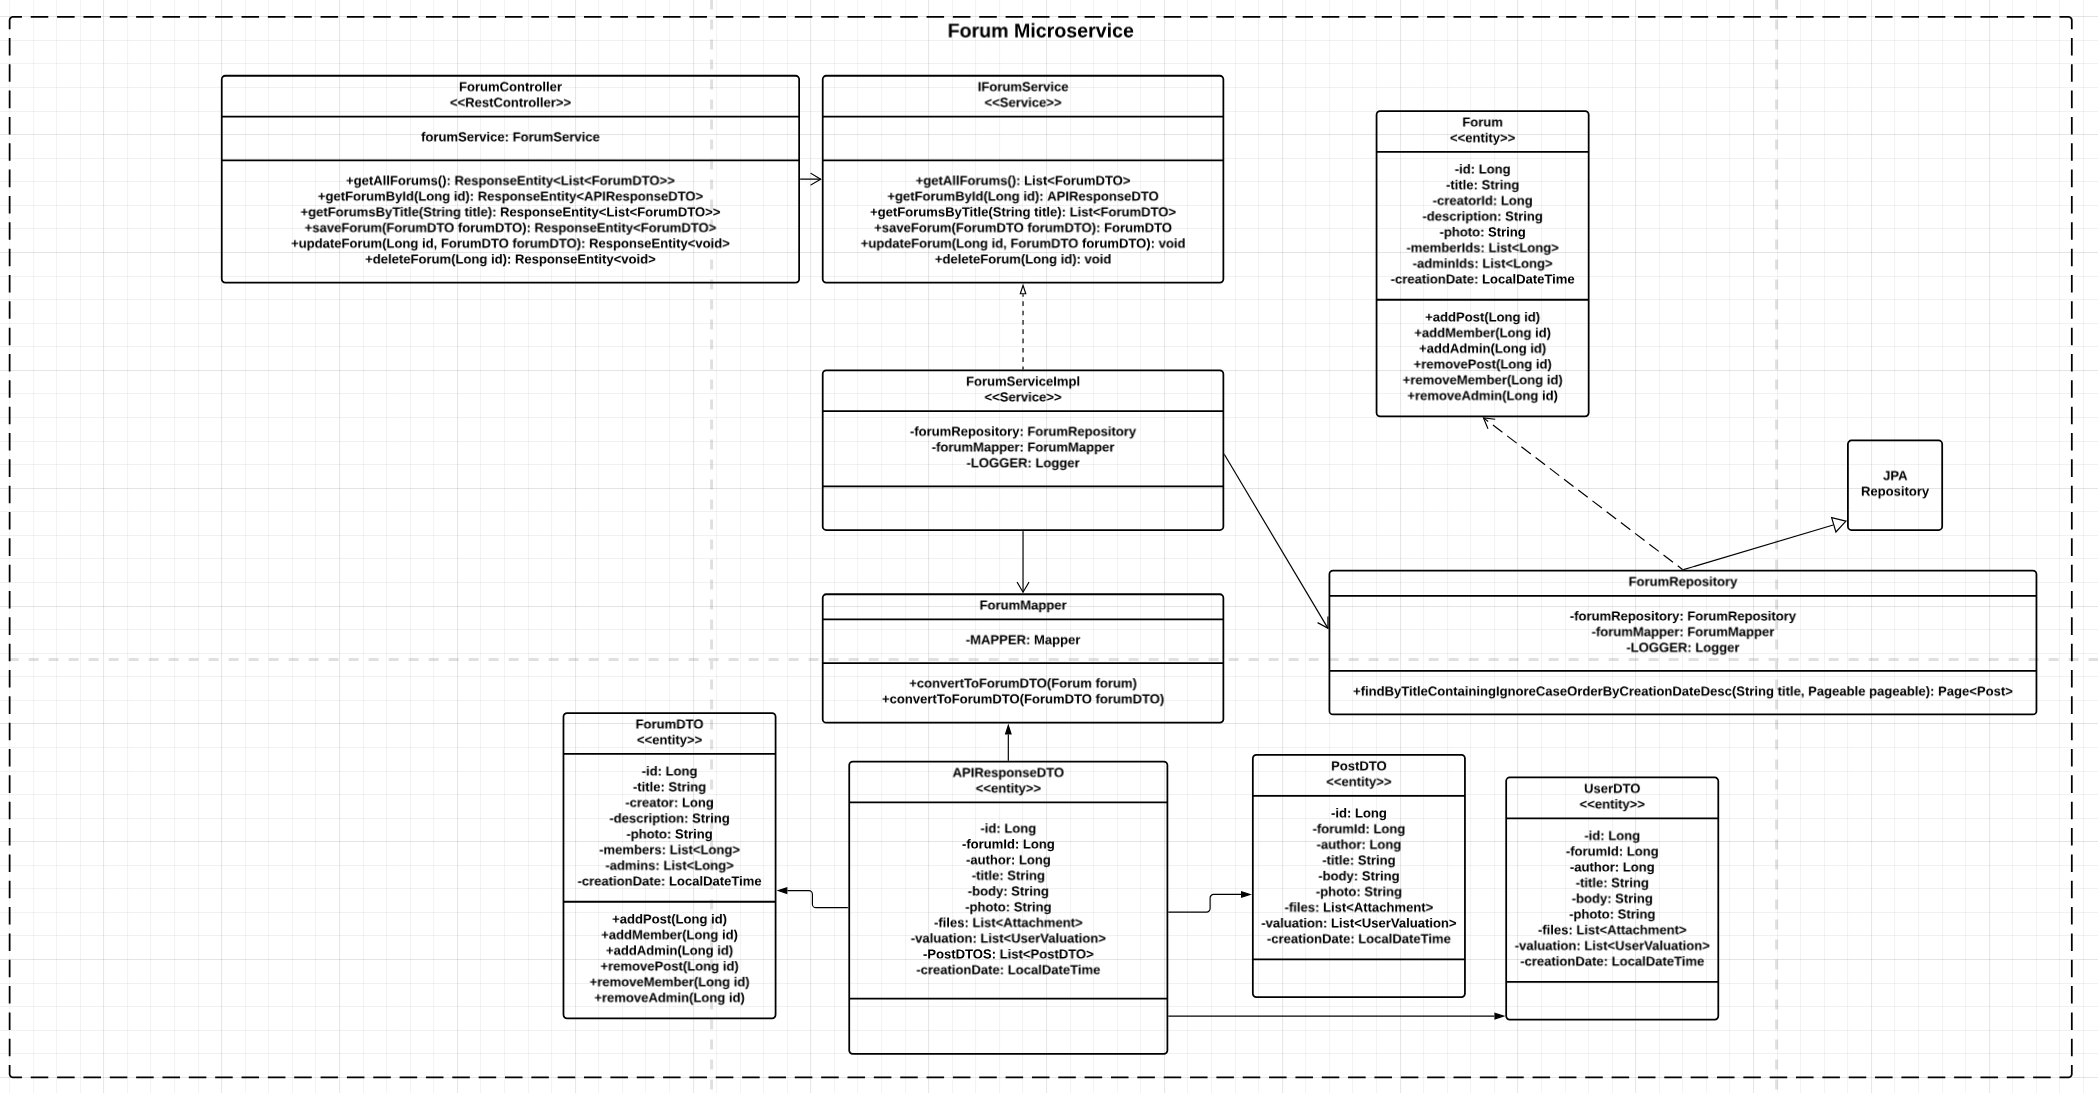 Forum Microservice
ForumController
<<RestController>>
forumService: ForumService
+getAllForums(): ResponseEntity<List<ForumDTO>>
+getForumById(Long id): ResponseEntity<APIResponseDTO>
+getForumsByTitle(String title): ResponseEntity<List<ForumDTO>>
+saveForum(ForumDTO forumDTO): ResponseEntity<ForumDTO>
+updateForum(Long id, ForumDTO forumDTO): ResponseEntity<void>
+deleteForum(Long id): ResponseEntity<void>
IForumService
<<Service>>
+getAllForums(): List<ForumDTO>
+getForumById(Long id): APIResponseDTO
+getForumsByTitle(String title): List<ForumDTO>
+saveForum(ForumDTO forumDTO): ForumDTO
+updateForum(Long id, ForumDTO forumDTO): void
+deleteForum(Long id): void
Forum
<<entity>>
-id: Long
-title: String
-creatorId: Long
-description: String
-photo: String
-memberIds: List<Long>
-adminIds: List<Long>
-creationDate: LocalDateTime
+addPost(Long id)
+addMember(Long id)
+addAdmin(Long id)
+removePost(Long id)
+removeMember(Long id)
+removeAdmin(Long id)
ForumServiceImpl
<<Service>>
-forumRepository: ForumRepository
-forumMapper: ForumMapper
-LOGGER: Logger
JPA
Repository
ForumRepository
-forumRepository: ForumRepository
-forumMapper: ForumMapper
-LOGGER: Logger
+findByTitleContainingIgnoreCaseOrderByCreationDateDesc(String title, Pageable pageable): Page<Post>
ForumMapper
-MAPPER: Mapper
+convertToForumDTO(Forum forum)
+convertToForumDTO(ForumDTO forumDTO)
ForumDTO
<<entity>>
-id: Long
-title: String
-creator: Long
-description: String
-photo: String
-members: List<Long>
-admins: List<Long>
-creationDate: LocalDateTime
+addPost(Long id)
+addMember(Long id)
+addAdmin(Long id)
+removePost(Long id)
+removeMember(Long id)
+removeAdmin(Long id)
APIResponseDTO
<<entity>>
-id: Long
-forumId: Long
-author: Long
-title: String
-body: String
-photo: String
-files: List<Attachment>
-valuation: List<UserValuation>
-PostDTOS: List<PostDTO>
-creationDate: LocalDateTime
PostDTO
<<entity>>
-id: Long
-forumId: Long
-author: Long
-title: String
-body: String
-photo: String
-files: List<Attachment>
-valuation: List<UserValuation>
-creationDate: LocalDateTime
UserDTO
<<entity>>
-id: Long
-forumId: Long
-author: Long
-title: String
-body: String
-photo: String
-files: List<Attachment>
-valuation: List<UserValuation>
-creationDate: LocalDateTime